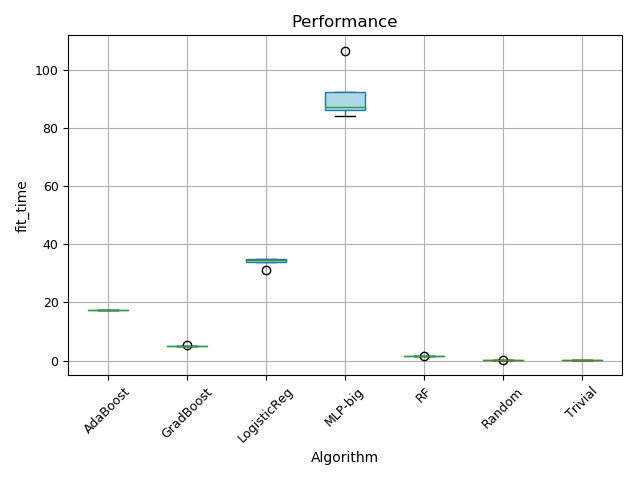 Performance
fit_time
100
80
60
40
20
0
AdaBoost
GradBoost
LogisticReg
MLP-big
RF
Random
Trivial
Algorithm